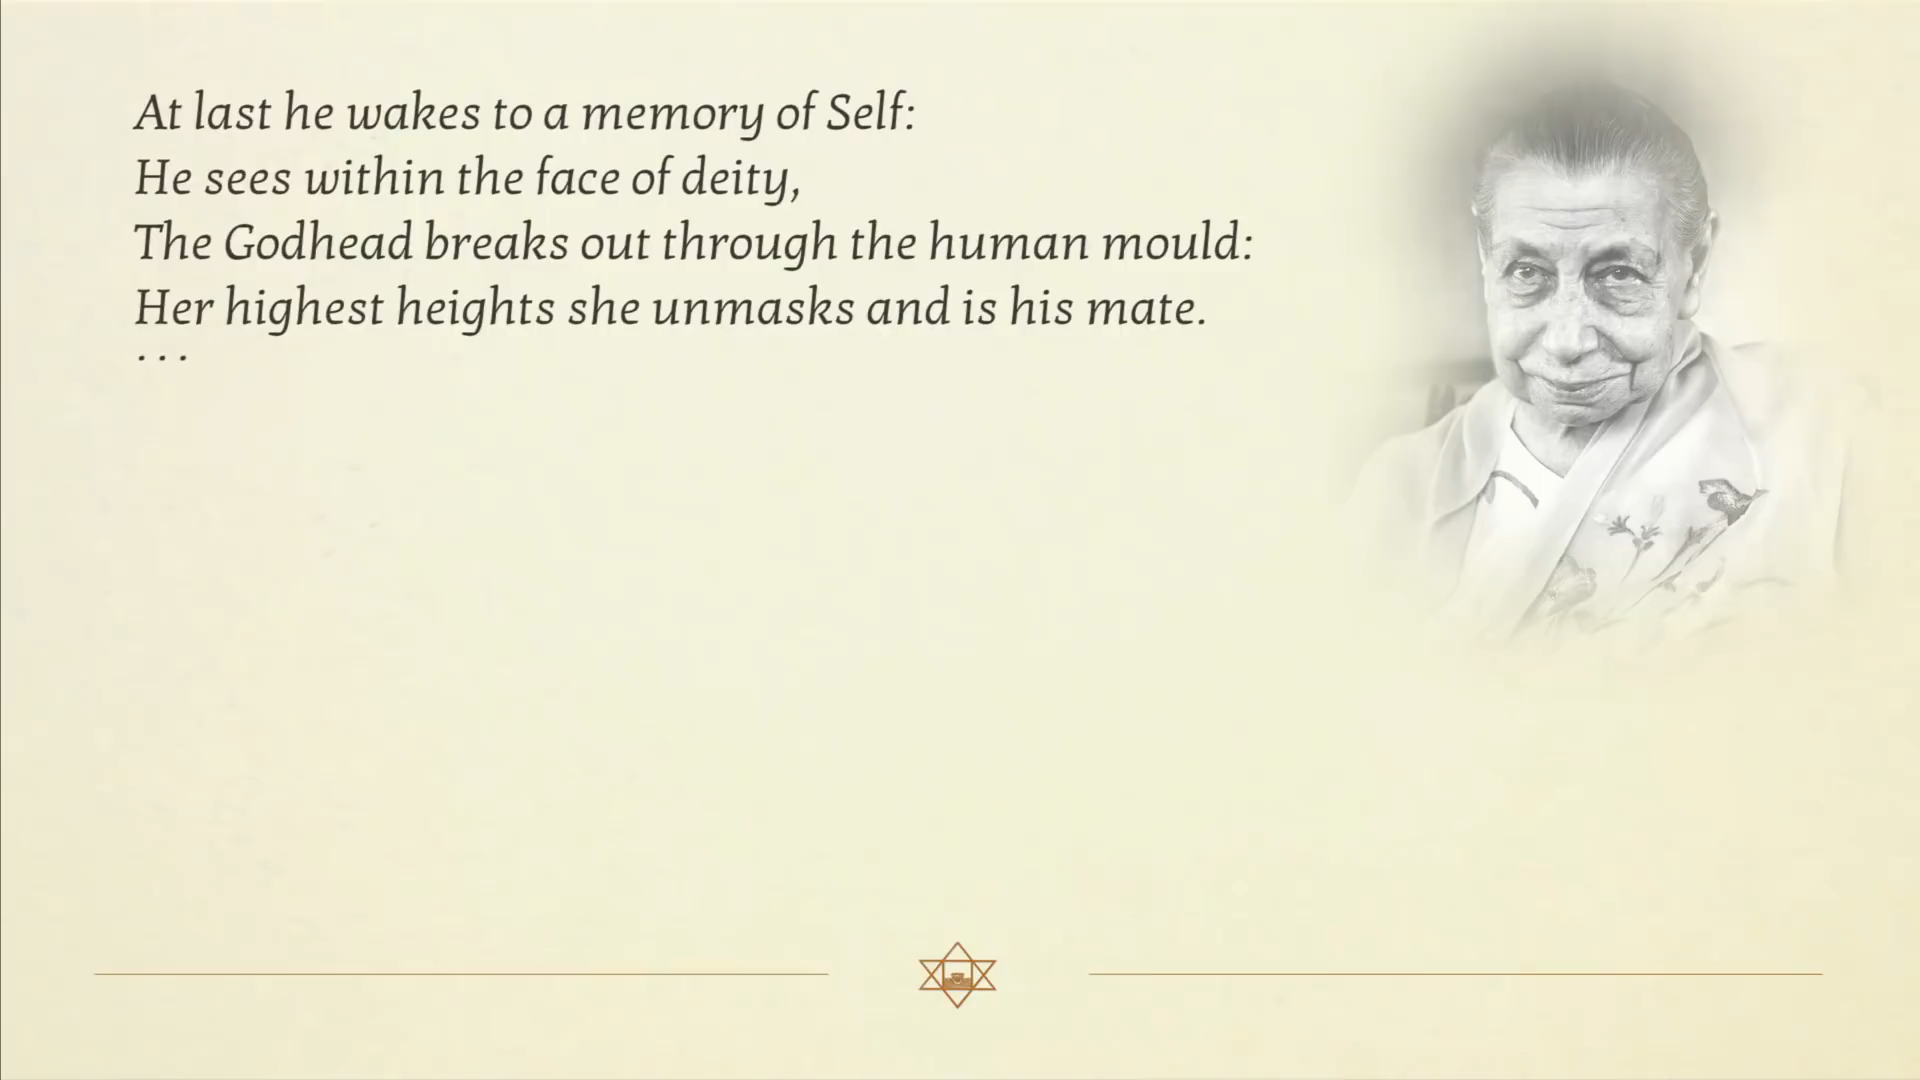 At last he wakes to a memory of Self:
He sees within the face of deity,
The Godhead breaks out through the human mould:
Her highest heights she unmasks and is his mate.
. . .